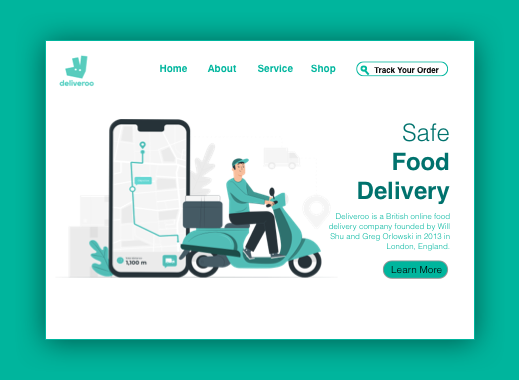 deliveroo
Home About Service Shop Track Your Order
Safe
Food
Delivery
Deliveroo is a British online food
delivery company founded by Will
Shu and Greg Orlowski in 2013 in
London, England.
Learn More
1,100 m